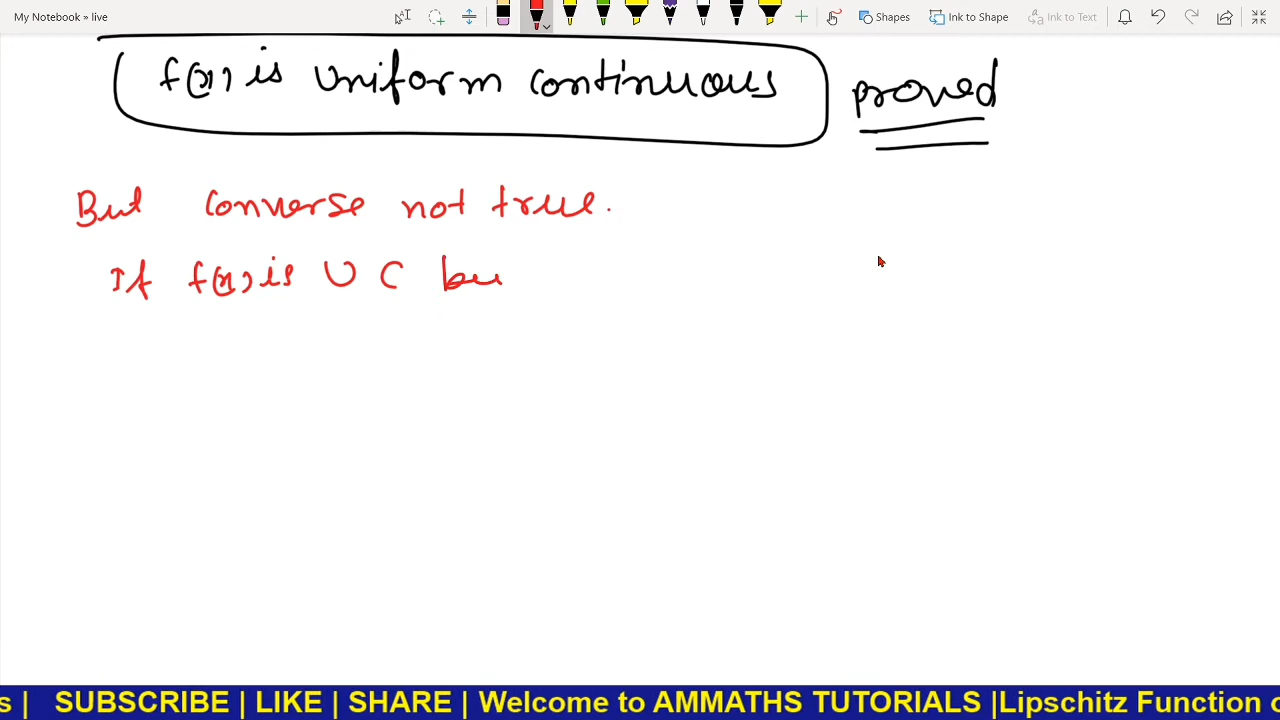 My Notebook » live
Shapes
Ink to Shape
Ink to Text
f(x) is uniform continuous proved
But converse not true.
If f(x) is U C bu
s | SUBSCRIBE | LIKE | SHARE | Welcome to AMMATHS TUTORIALS |Lipschitz Function o